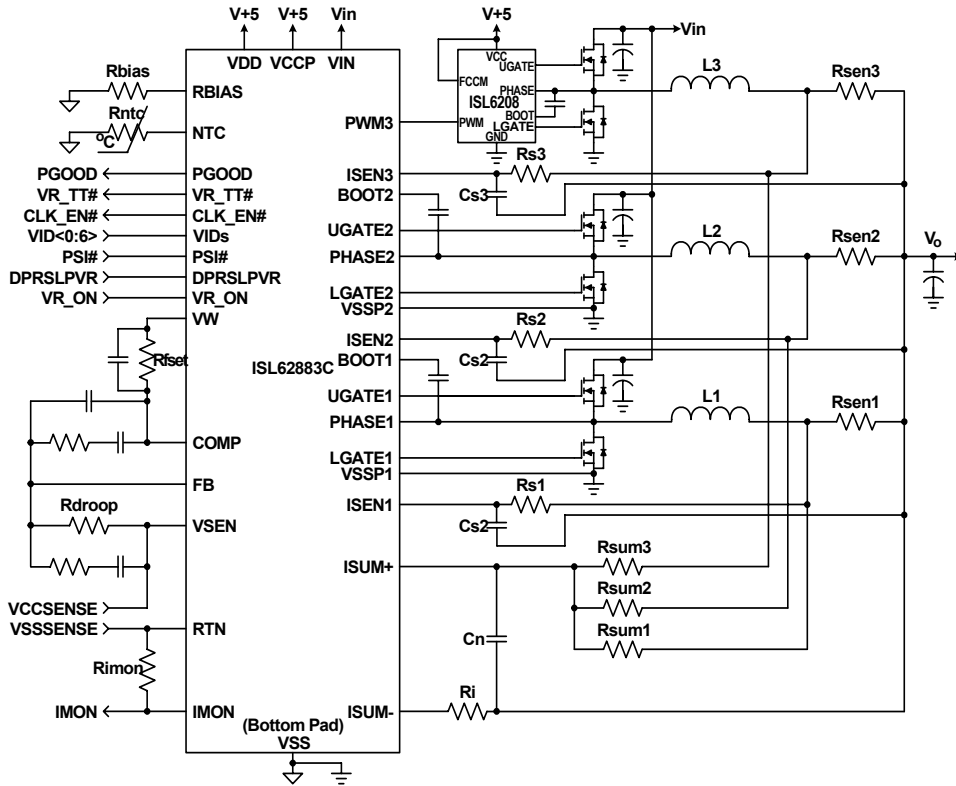 V+5 V+5 Vin
VDD VCCP VIN
Rbias
RBIAS
Rntc
°C
NTC
PGOOD PGOOD
VR_TT# VR_TT#
CLK_EN# CLK_EN#
VID<0:6> VIDs
PSI# PSI#
DPRSLPVR DPRSLPVR
VR_ON VR_ON
VW
Rfset
ISL62883C
COMP
FB
Rdroop
VSEN
VCCSENSE
VSSSENSE RTN
Rimon
IMON IMON
(Bottom Pad)
VSS
V+5
VCC
UGATE
FCCM
PHASE
ISL6208
BOOT
PWM
LGATE
GND
Vin
L3
Rsen3
PWM3
ISEN3
Rs3
Cs3
BOOT2
UGATE2
PHASE2
L2
Rsen2
Vo
LGATE2
VSSP2
ISEN2
Rs2
Cs2
BOOT1
UGATE1
PHASE1
L1
Rsen1
LGATE1
VSSP1
ISEN1
Rs1
Cs2
ISUM+
Rsum3
Rsum2
Rsum1
Cn
Ri
ISUM-